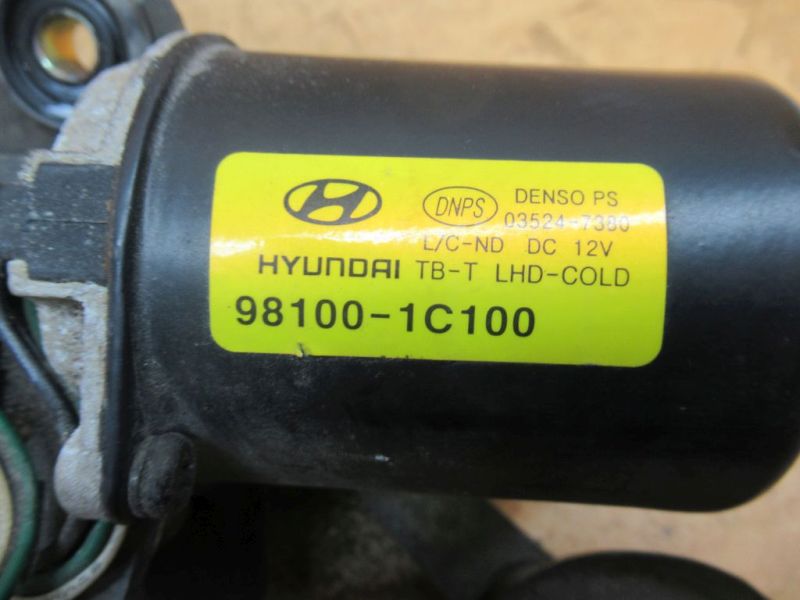 DNPS
DENSO PS
03524-7380
L/C-ND DC 12V
HYUNDAI TB-T LHD-COLD
98100-1C100